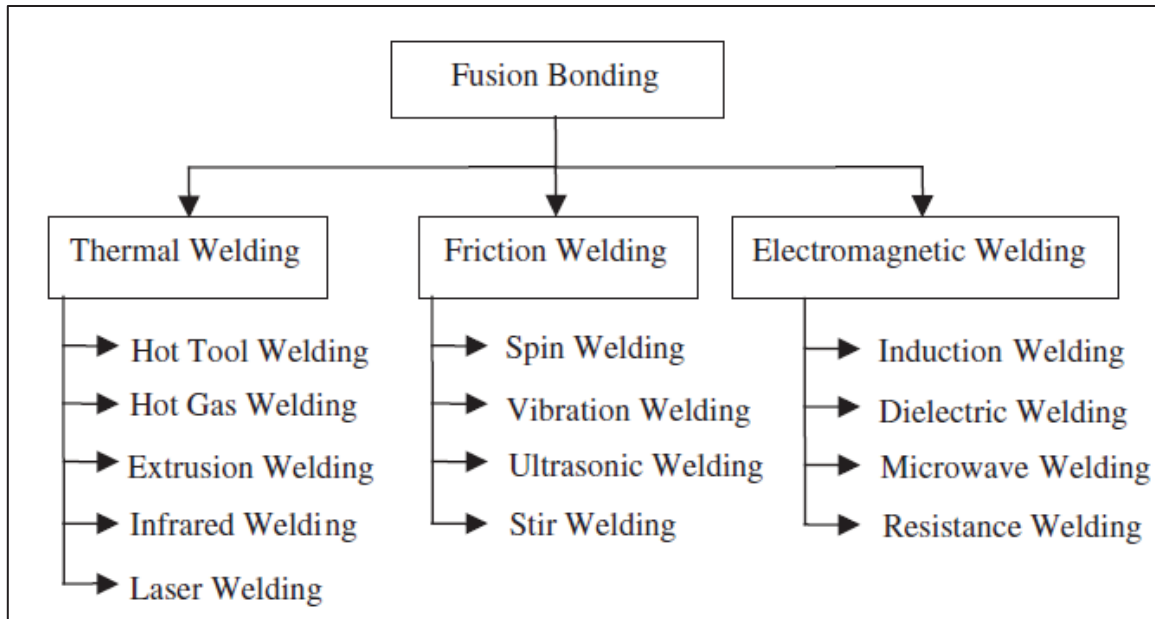 Fusion Bonding
Thermal Welding
Hot Tool Welding
Hot Gas Welding
Extrusion Welding
Infrared Welding
Laser Welding
Friction Welding
Spin Welding
Vibration Welding
Ultrasonic Welding
Stir Welding
Electromagnetic Welding
Induction Welding
Dielectric Welding
Microwave Welding
Resistance Welding